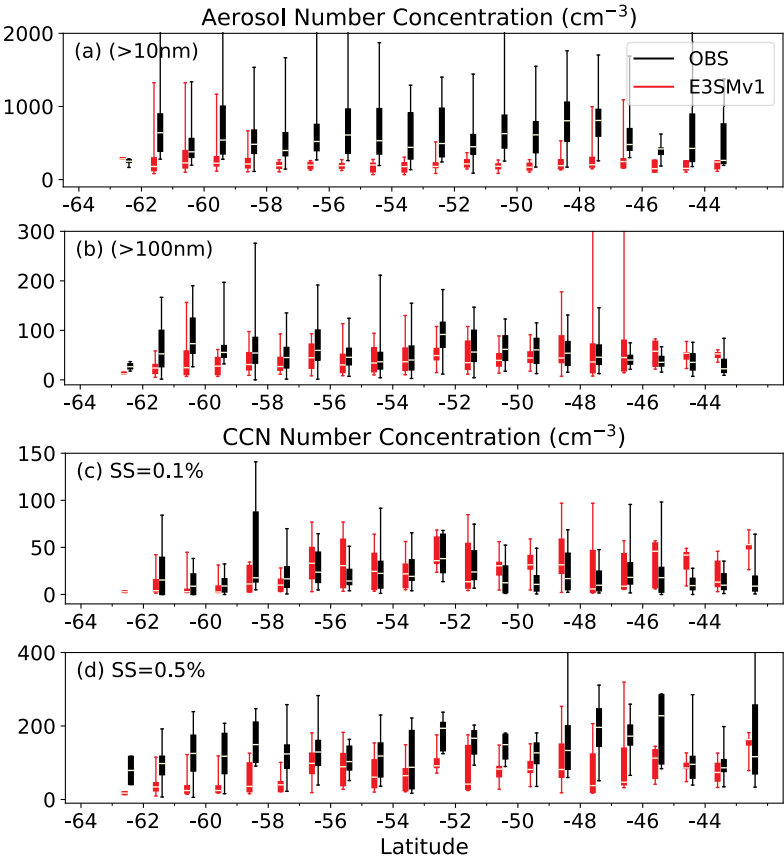 Aerosol Number Concentration (cm⁻³)
(a) (>10nm)
OBS
E3SMv1
2000
1000
0
-64 -62 -60 -58 -56 -54 -52 -50 -48 -46 -44
(b) (>100nm)
300
200
100
0
-64 -62 -60 -58 -56 -54 -52 -50 -48 -46 -44
CCN Number Concentration (cm⁻³)
(c) SS=0.1%
150
100
50
0
-64 -62 -60 -58 -56 -54 -52 -50 -48 -46 -44
(d) SS=0.5%
400
200
0
-64 -62 -60 -58 -56 -54 -52 -50 -48 -46 -44
Latitude